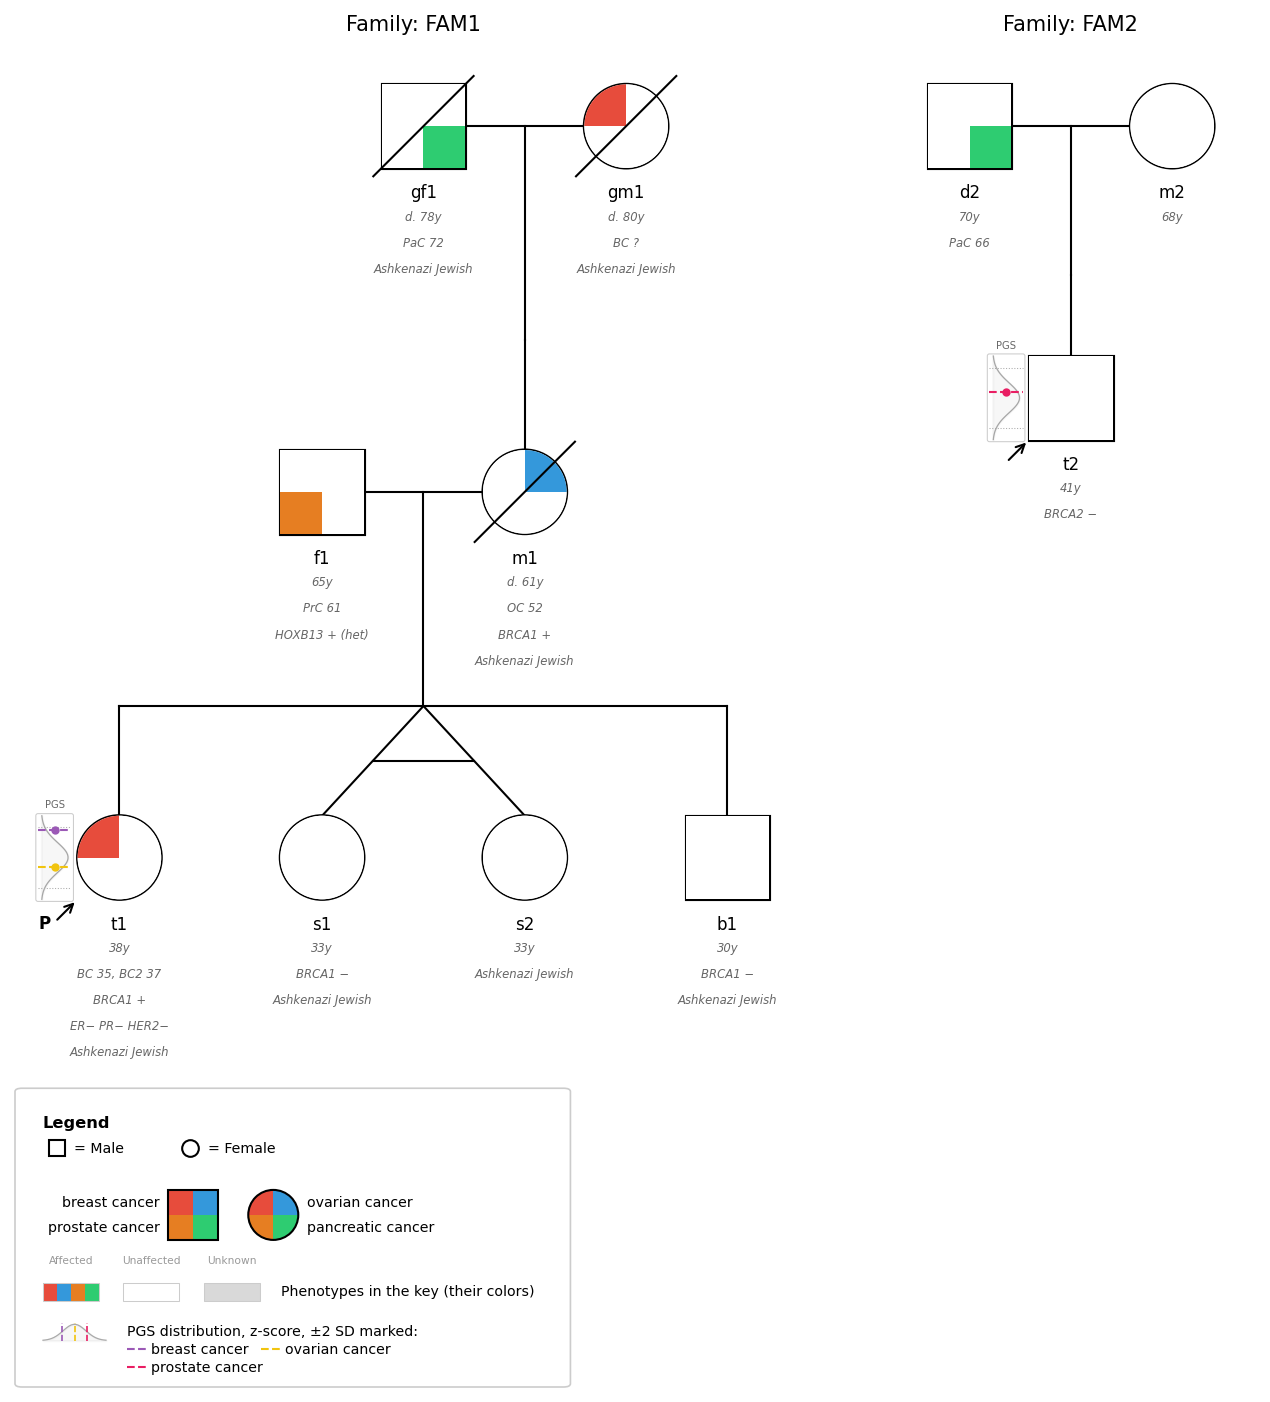 Family: FAM1
Family: FAM2
gf1
d. 78y
PaC 72
Ashkenazi Jewish
gm1
d. 80y
BC ?
Ashkenazi Jewish
d2
70y
PaC 66
m2
68y
PGS
t2
41y
BRCA2 −
f1
65y
PrC 61
HOXB13 + (het)
m1
d. 61y
OC 52
BRCA1 +
Ashkenazi Jewish
PGS
P
t1
38y
BC 35, BC2 37
BRCA1 +
ER− PR− HER2−
Ashkenazi Jewish
s1
33y
BRCA1 −
Ashkenazi Jewish
s2
33y
Ashkenazi Jewish
b1
30y
BRCA1 −
Ashkenazi Jewish
Legend
= Male = Female
breast cancer ovarian cancer
prostate cancer pancreatic cancer
Affected Unaffected Unknown
Phenotypes in the key (their colors)
PGS distribution, z-score, ±2 SD marked:
breast cancer ovarian cancer
prostate cancer